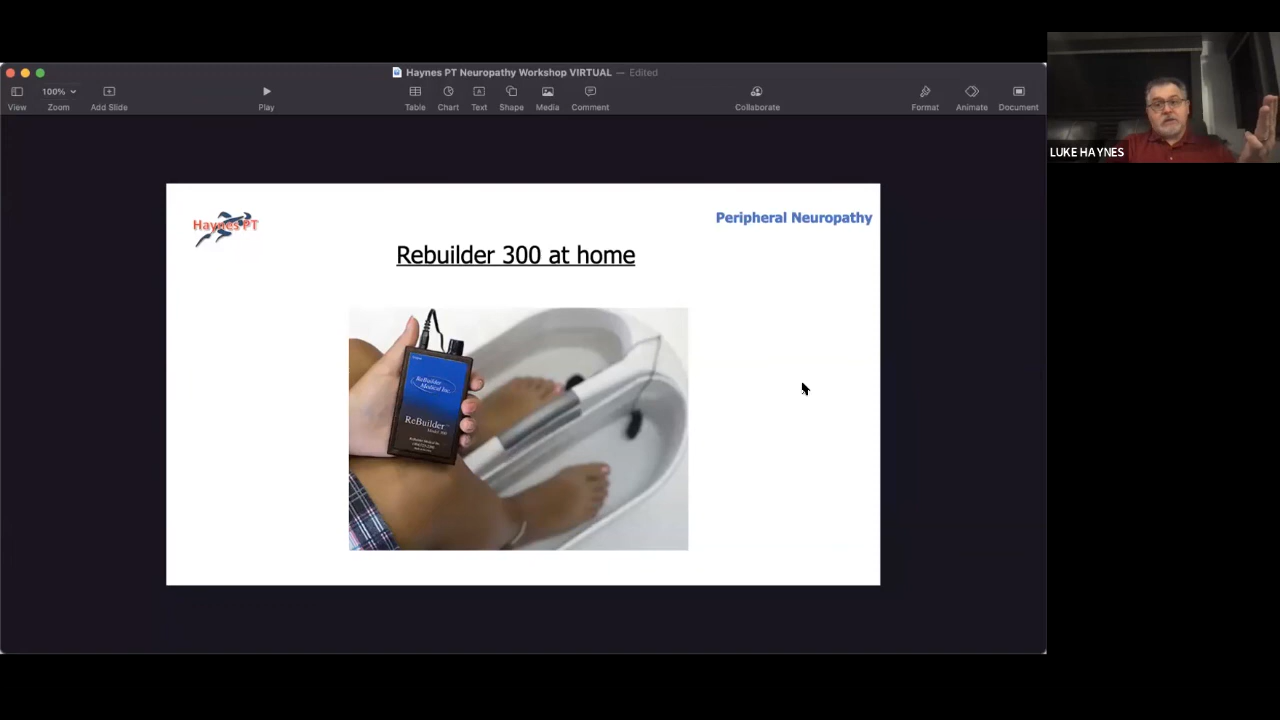 Haynes PT Neuropathy Workshop VIRTUAL — Edited
100%
View
Zoom
Add Slide
Play
Table
Chart
Text
Shape
Media
Comment
Collaborate
Format
Animate
Document
LUKE HAYNES
Haynes PT
Peripheral Neuropathy
Rebuilder 300 at home
ReBuilder
Medical Inc.
ReBuilder